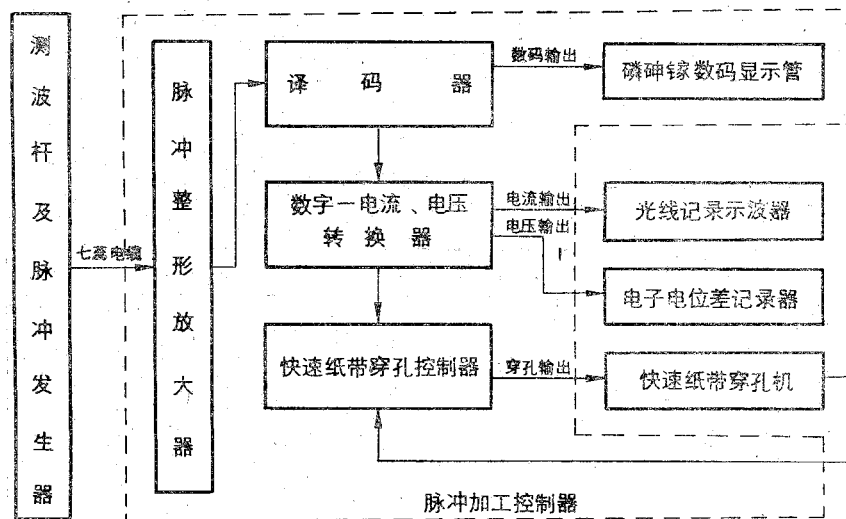 测波杆及脉冲发生器
七蕊电缆
脉冲整形放大器
译码器
数码输出
磷砷镓数码显示管
数字一电流、电压
转换器
电流输出
电压输出
光线记录示波器
电子电位差记录器
快速纸带穿孔控制器
穿孔输出
快速纸带穿孔机
脉冲加工控制器